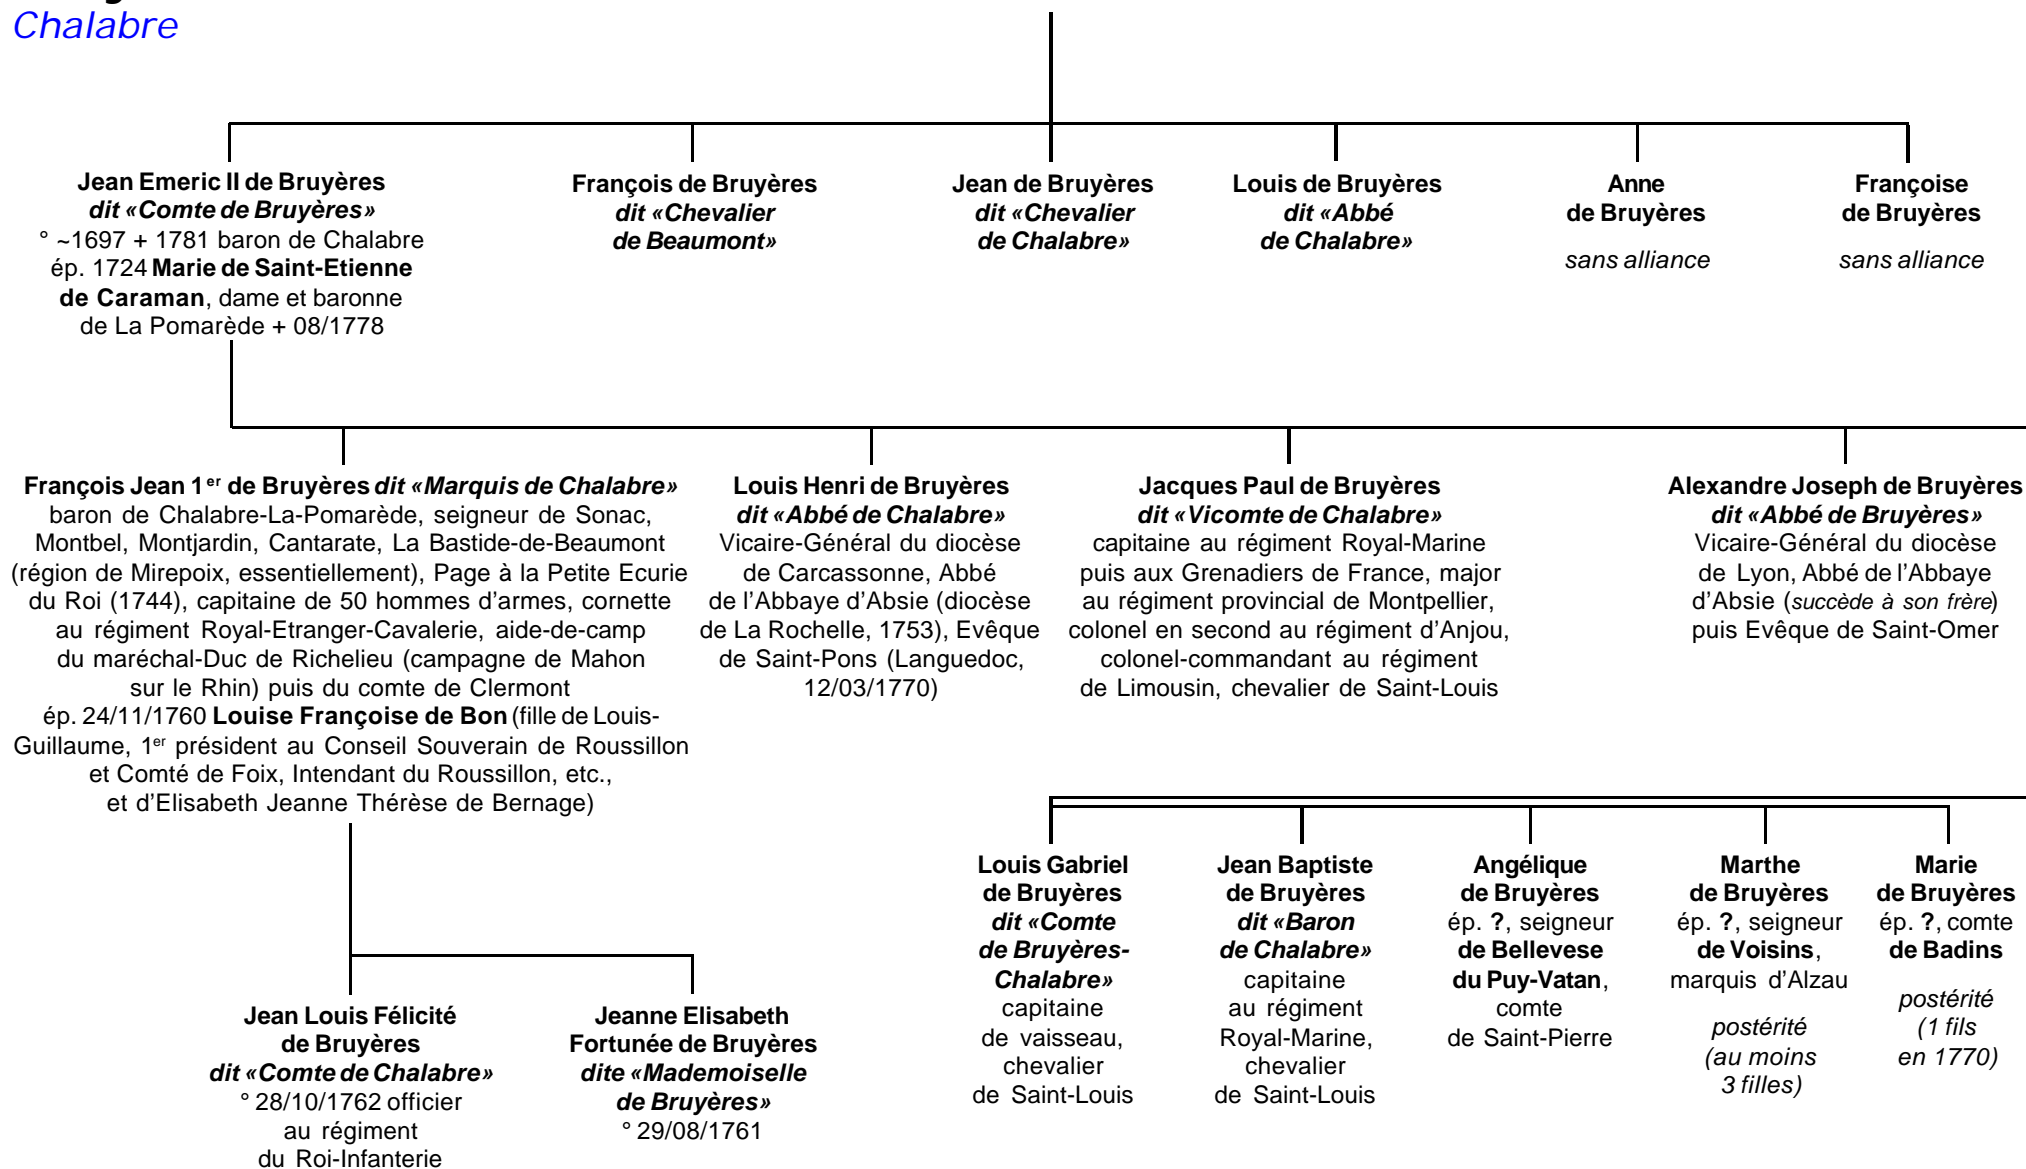 Chalabre
Jean Emeric II de Bruyères
dit «Comte de Bruyères»
° ~1697 + 1781 baron de Chalabre
ép. 1724 Marie de Saint-Etienne
de Caraman, dame et baronne
de La Pomarède + 08/1778
François de Bruyères
dit «Chevalier
de Beaumont»
Jean de Bruyères
dit «Chevalier
de Chalabre»
Louis de Bruyères
dit «Abbé
de Chalabre»
Anne
de Bruyères
sans alliance
Françoise
de Bruyères
sans alliance
François Jean 1er de Bruyères dit «Marquis de Chalabre»
baron de Chalabre-La-Pomarède, seigneur de Sonac,
Montbel, Montjardin, Cantarate, La Bastide-de-Beaumont
(région de Mirepoix, essentiellement), Page à la Petite Ecurie
du Roi (1744), capitaine de 50 hommes d'armes, cornette
au régiment Royal-Etranger-Cavalerie, aide-de-camp
du maréchal-Duc de Richelieu (campagne de Mahon
sur le Rhin) puis du comte de Clermont
ép. 24/11/1760 Louise Françoise de Bon (fille de Louis-
Guillaume, 1er président au Conseil Souverain de Roussillon
et Comté de Foix, Intendant du Roussillon, etc.,
et d'Elisabeth Jeanne Thérèse de Bernage)
Louis Henri de Bruyères
dit «Abbé de Chalabre»
Vicaire-Général du diocèse
de Carcassonne, Abbé
de l'Abbaye d'Absie (diocèse
de La Rochelle, 1753), Evêque
de Saint-Pons (Languedoc,
12/03/1770)
Jacques Paul de Bruyères
dit «Vicomte de Chalabre»
capitaine au régiment Royal-Marine
puis aux Grenadiers de France, major
au régiment provincial de Montpellier,
colonel en second au régiment d'Anjou,
colonel-commandant au régiment
de Limousin, chevalier de Saint-Louis
Alexandre Joseph de Bruyères
dit «Abbé de Bruyères»
Vicaire-Général du diocèse
de Lyon, Abbé de l'Abbaye
d'Absie (succède à son frère)
puis Evêque de Saint-Omer
Louis Gabriel
de Bruyères
dit «Comte
de Bruyères-
Chalabre»
capitaine
de vaisseau,
chevalier
de Saint-Louis
Jean Baptiste
de Bruyères
dit «Baron
de Chalabre»
capitaine
au régiment
Royal-Marine,
chevalier
de Saint-Louis
Angélique
de Bruyères
ép. ?, seigneur
de Bellevese
du Puy-Vatan,
comte
de Saint-Pierre
Marthe
de Bruyères
ép. ?, seigneur
de Voisins,
marquis d'Alzau
postérité
(au moins
3 filles)
Marie
de Bruyères
ép. ?, comte
de Badins
postérité
(1 fils
en 1770)
Jean Louis Félicité
de Bruyères
dit «Comte de Chalabre»
° 28/10/1762 officier
au régiment
du Roi-Infanterie
Jeanne Elisabeth
Fortunée de Bruyères
dite «Mademoiselle
de Bruyères»
° 29/08/1761